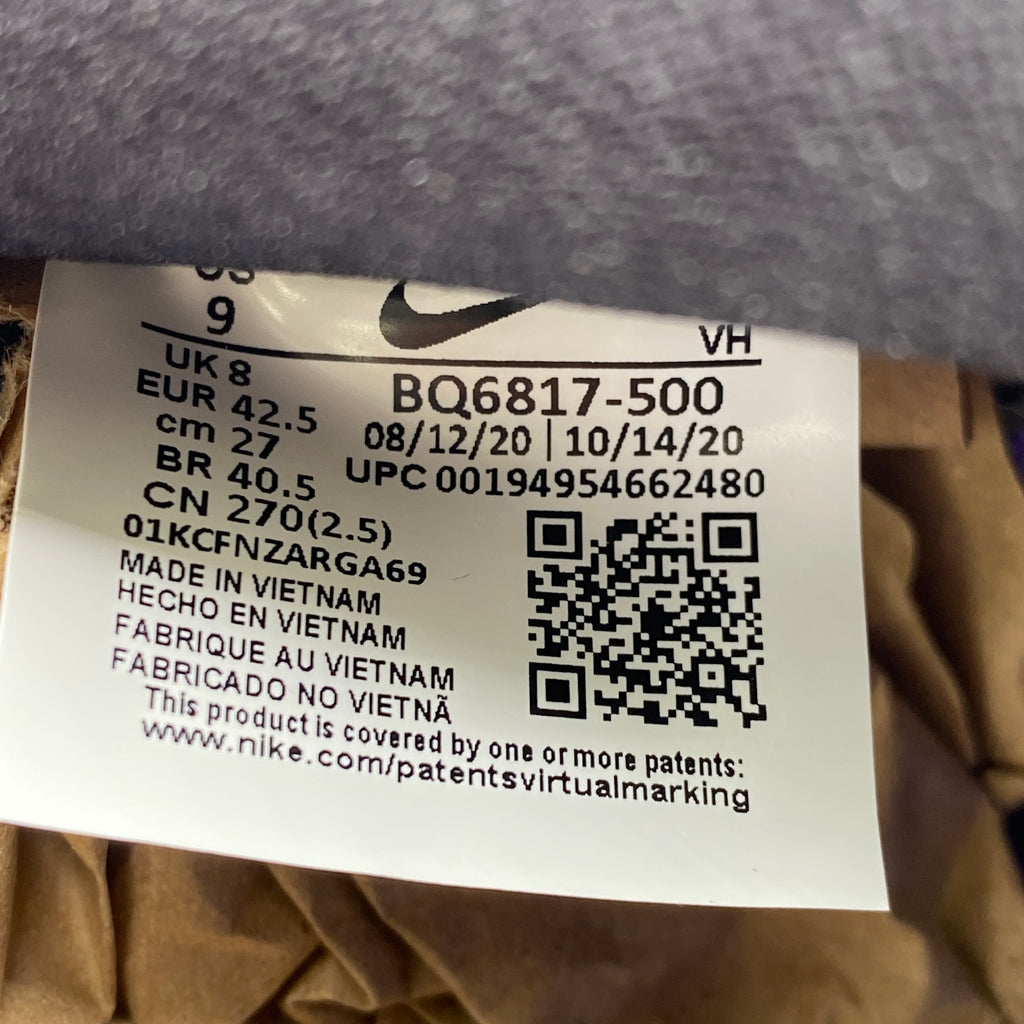 US
9
VH
UK 8
EUR 42.5
cm 27
BR 40.5
CN 270(2.5)
BQ6817-500
08/12/20 | 10/14/20
UPC 00194954662480
01KCFNZARGA69
MADE IN VIETNAM
HECHO EN VIETNAM
FABRIQUE AU VIETNAM
FABRICADO NO VIETNÃ
This product is covered by one or more patents:
www.nike.com/patentsvirtualmarking